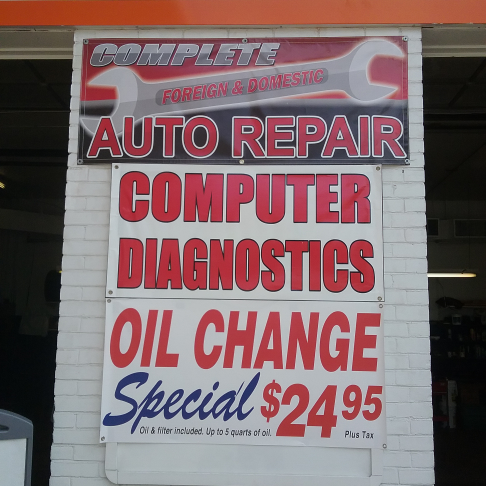 COMPLETE
FOREIGN & DOMESTIC
AUTO REPAIR
COMPUTER
DIAGNOSTICS
OIL CHANGE
Special $24 95
Oil & filter included. Up to 5 quarts of oil. Plus Tax